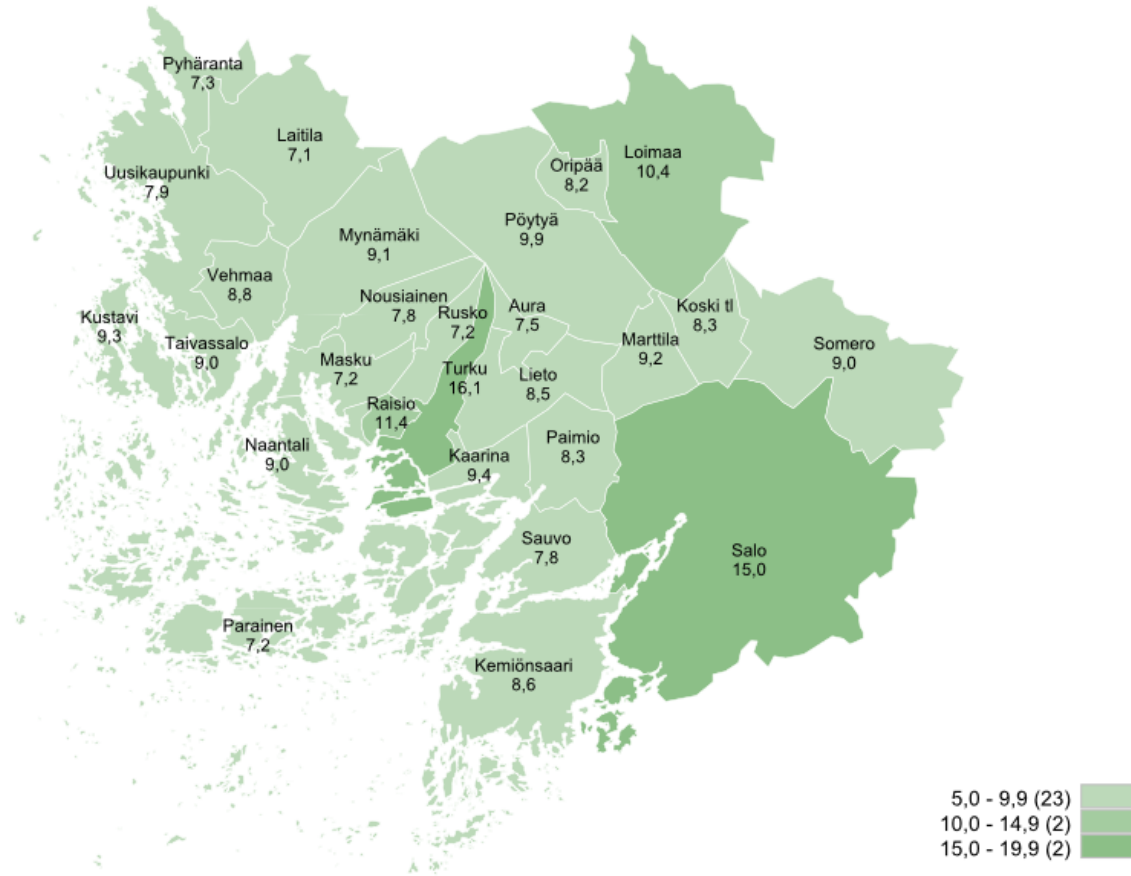 Pyhäranta
7,3
Laitila
7,1
Uusikaupunki
7,9
Loimaa
10,4
Oripää
8,2
Pöytyä
9,9
Mynämäki
9,1
Vehmaa
8,8
Nousiainen
7,8
Rusko
7,2
Aura
7,5
Koski tl
8,3
Kustavi
9,3
Taivassalo
9,0
Marttila
9,2
Somero
9,0
Masku
7,2
Turku
16,1
Lieto
8,5
Raisio
11,4
Naantali
9,0
Kaarina
9,4
Paimio
8,3
Sauvo
7,8
Salo
15,0
Parainen
7,2
Kemiönsaari
8,6
5,0 - 9,9 (23)
10,0 - 14,9 (2)
15,0 - 19,9 (2)